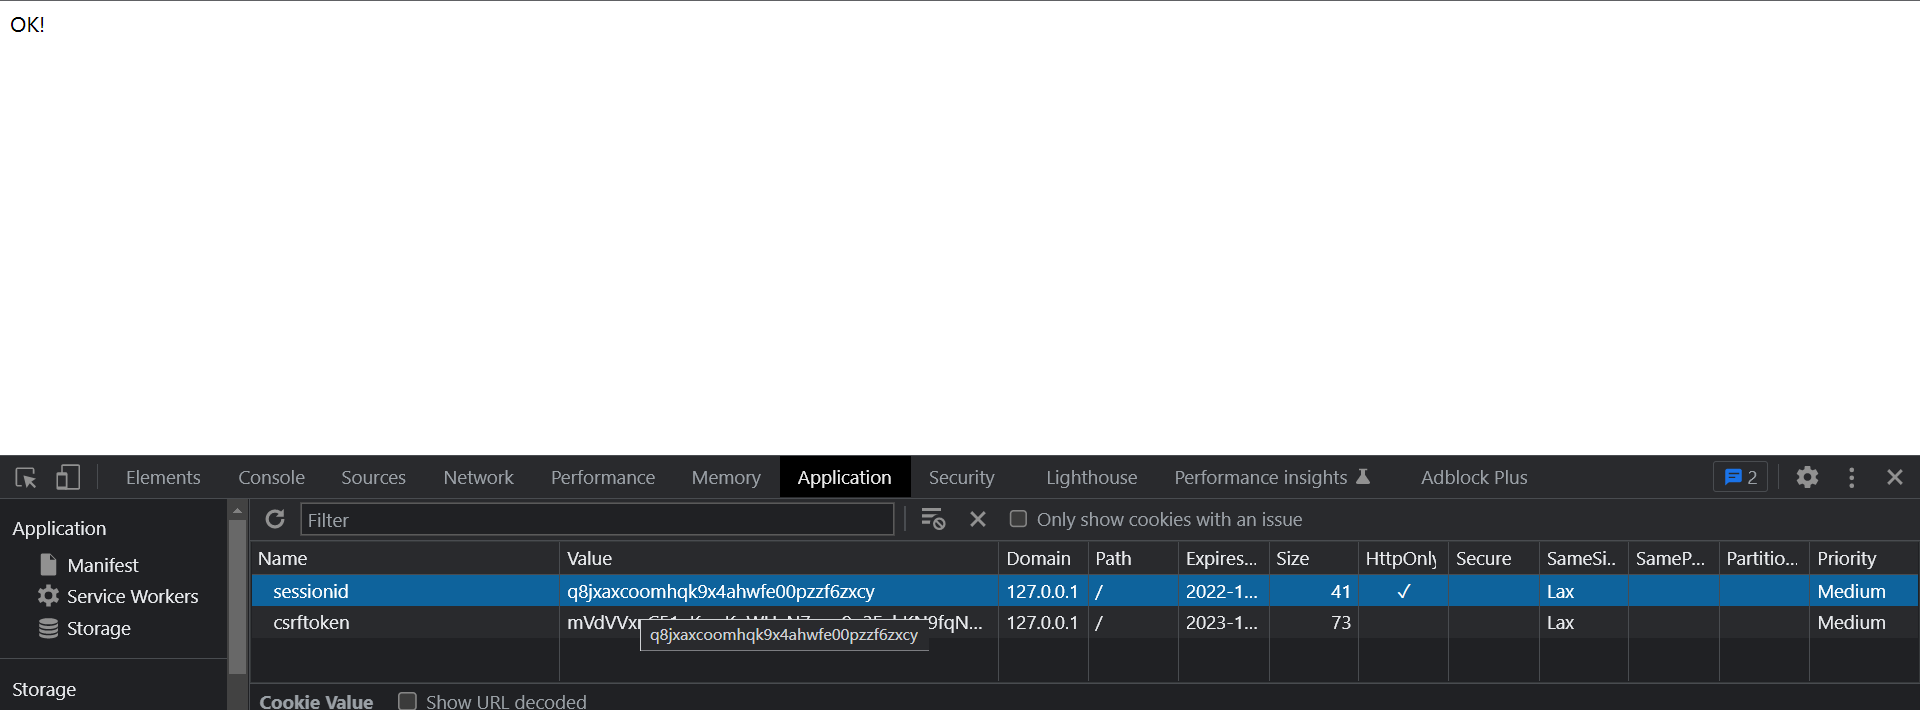 OK!
Elements Console Sources Network Performance Memory Application Security Lighthouse Performance insights Adblock Plus 2
Application
Manifest
Service Workers
Storage
Storage
Filter Only show cookies with an issue
Name Value Domain Path Expires... Size HttpOnly Secure SameSi.. SameP... Partitio... Priority
sessionid q8jxaxcoomhqk9x4ahwfe00pzzf6zxcy 127.0.0.1 / 2022-1... 41 ✓ Lax Medium
csrftoken 127.0.0.1 / 2023-1... 73 Lax Medium
q8jxaxcoomhqk9x4ahwfe00pzzf6zxcy
Cookie Value Show URL decoded